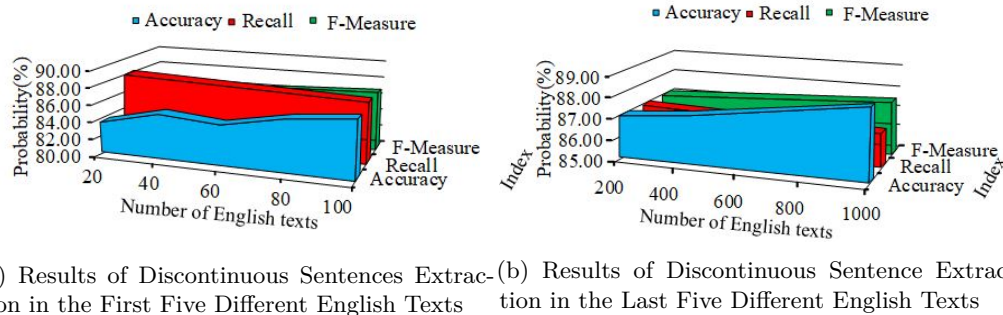 Accuracy Recall F-Measure
Probability(%)
90.00
88.00
86.00
84.00
82.00
80.00
20 40 60 80 100
Number of English texts
F-Measure
Recall
Accuracy
Index
Accuracy Recall F-Measure
Probability(%)
89.00
88.00
87.00
86.00
85.00
200 400 600 800 1000
Number of English texts
F-Measure
Recall
Accuracy
Index
) Results of Discontinuous Sentences Extrac-
on in the First Five Different English Texts
(b) Results of Discontinuous Sentence Extrac
tion in the Last Five Different English Texts